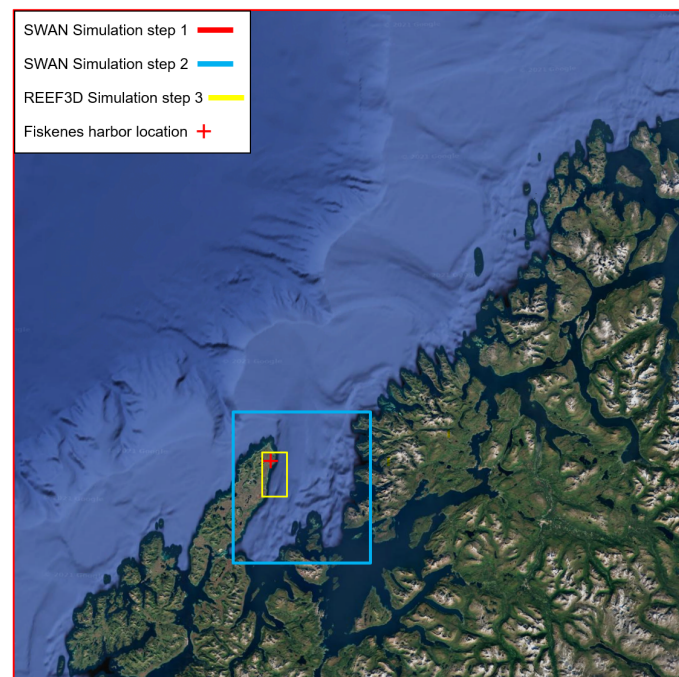 SWAN Simulation step 1
SWAN Simulation step 2
REEF3D Simulation step 3
Fiskenes harbor location